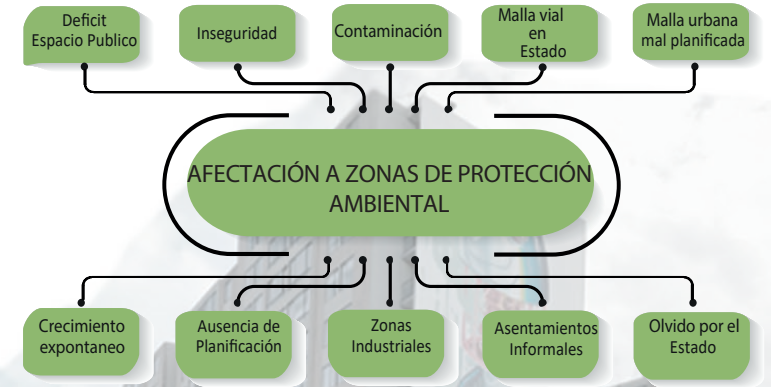 Deficit
Espacio Publico
Inseguridad
Contaminación
Malla vial
en
Estado
Malla urbana
mal planificada
AFECTACIÓN A ZONAS DE PROTECCIÓN
AMBIENTAL
Crecimiento
expontaneo
Ausencia de
Planificación
Zonas
Industriales
Asentamientos
Informales
Olvido por el
Estado